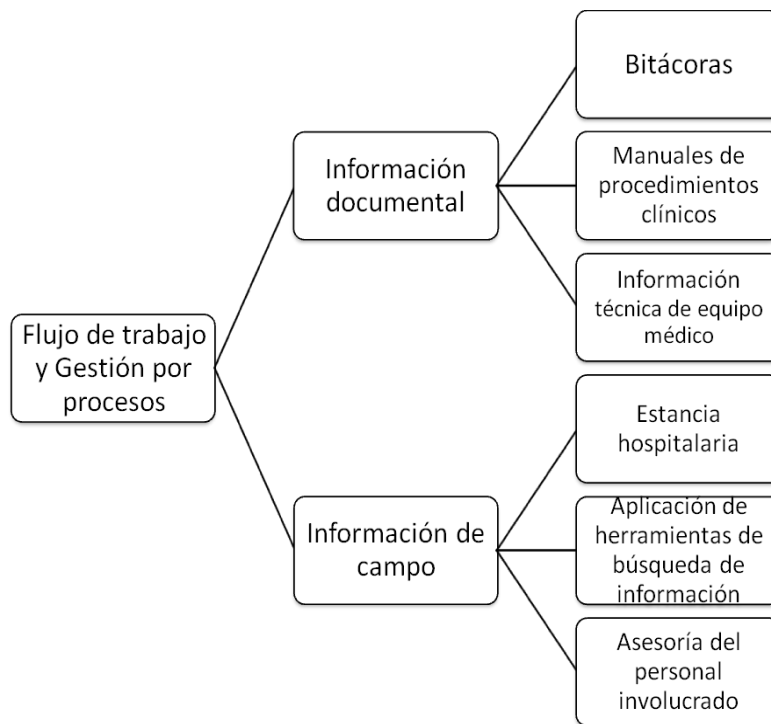 Flujo de trabajo
y Gestión por
procesos
Información
documental
Bitácoras
Manuales de
procedimientos
clínicos
Información
técnica de equipo
médico
Información de
campo
Estancia
hospitalaria
Aplicación de
herramientas de
búsqueda de
información
Asesoría del
personal
involucrado